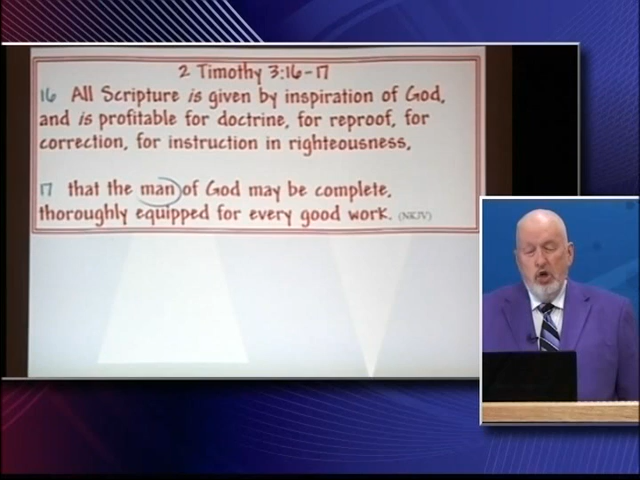 2 Timothy 3:16-17
16 All Scripture is given by inspiration of God,
and is profitable for doctrine, for reproof, for
correction, for instruction in righteousness,
17 that the man of God may be complete,
thoroughly equipped for every good work. (NKJV)